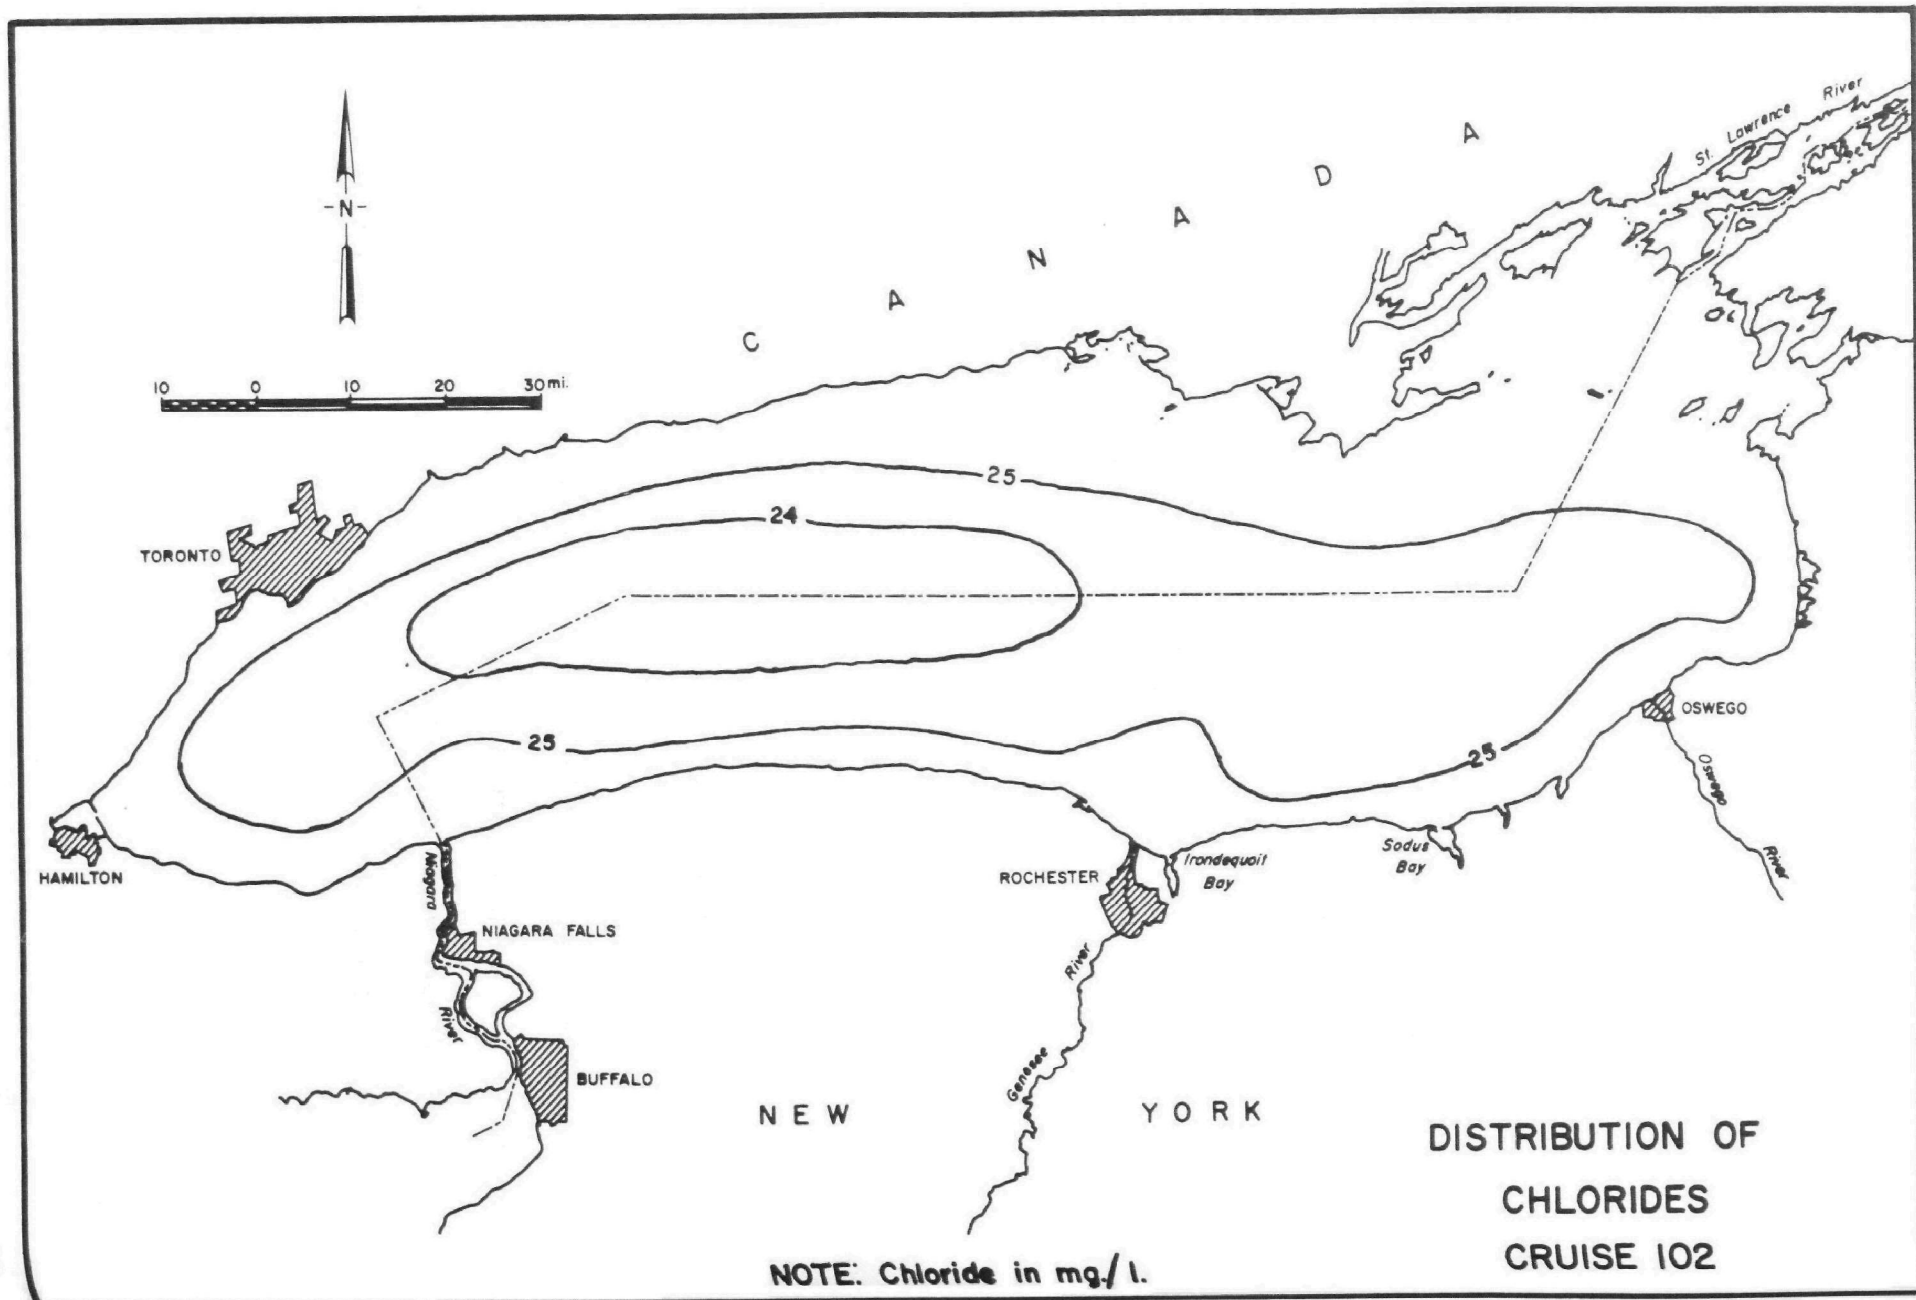 St. Lawrence River
C A N A D A
-N-
10 0 10 20 30 mi.
25
24
TORONTO
25
25
OSWEGO
Oswego River
HAMILTON
Niagara River
ROCHESTER
Irondequoit
Bay
Sodus
Bay
NIAGARA FALLS
Genesee River
BUFFALO
NEW YORK
DISTRIBUTION OF
CHLORIDES
CRUISE 102
NOTE: Chloride in mg./l.